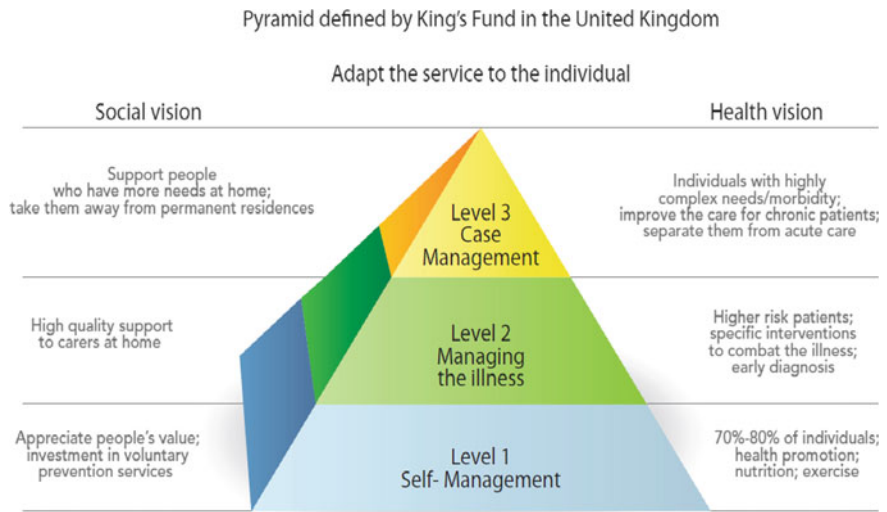 Pyramid defined by King's Fund in the United Kingdom
Adapt the service to the individual
Social vision
Health vision
Support people
who have more needs at home;
take them away from permanent residences
Level 3
Case
Management
Individuals with highly
complex needs/morbidity;
improve the care for chronic patients;
separate them from acute care
High quality support
to carers at home
Level 2
Managing
the illness
Higher risk patients;
specific interventions
to combat the illness;
early diagnosis
Appreciate people's value;
investment in voluntary
prevention services
Level 1
Self- Management
70%-80% of individuals;
health promotion;
nutrition; exercise